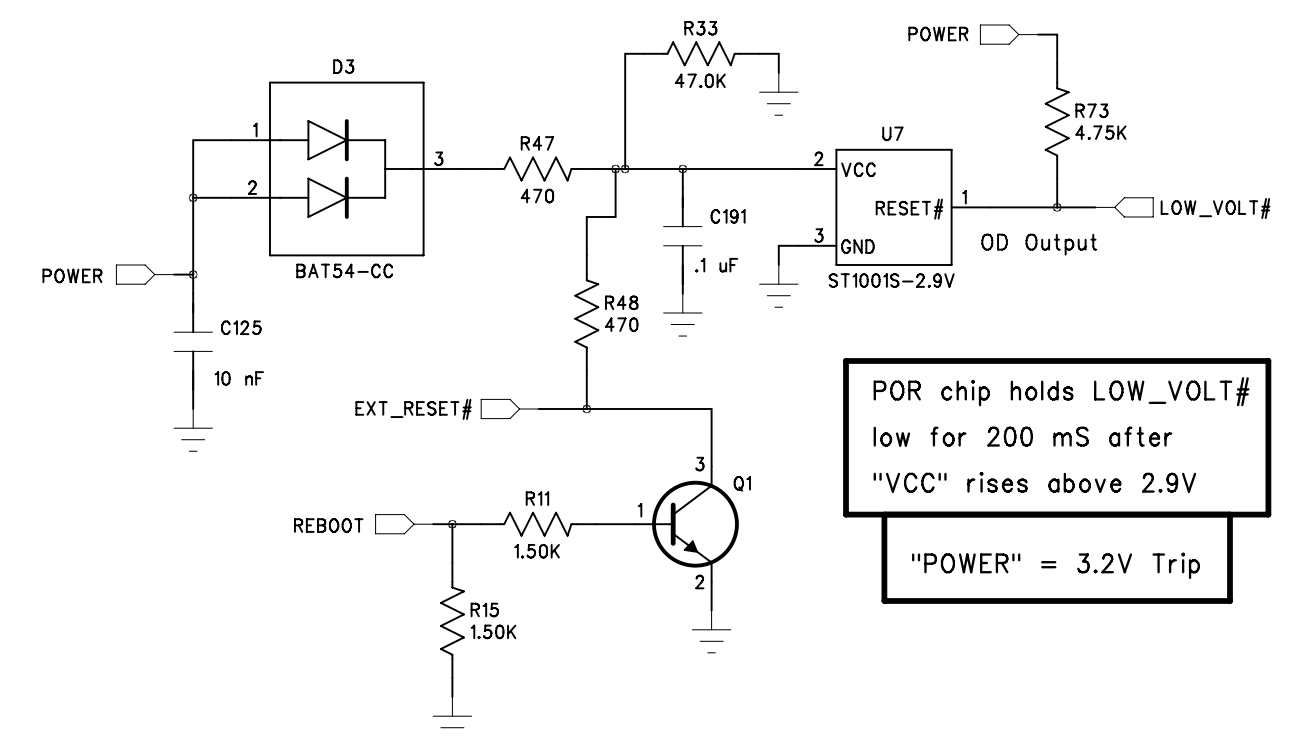 R33
47.0K
POWER
R73
4.75K
D3
1
2
3
BAT54-CC
R47
470
U7
2
VCC
RESET#
1
3
GND
ST1001S-2.9V
LOW_VOLT#
OD Output
C191
.1 uF
POWER
C125
10 nF
R48
470
EXT_RESET#
POR chip holds LOW_VOLT#
low for 200 mS after
"VCC" rises above 2.9V
"POWER" = 3.2V Trip
3
Q1
1
2
REBOOT
R11
1.50K
R15
1.50K